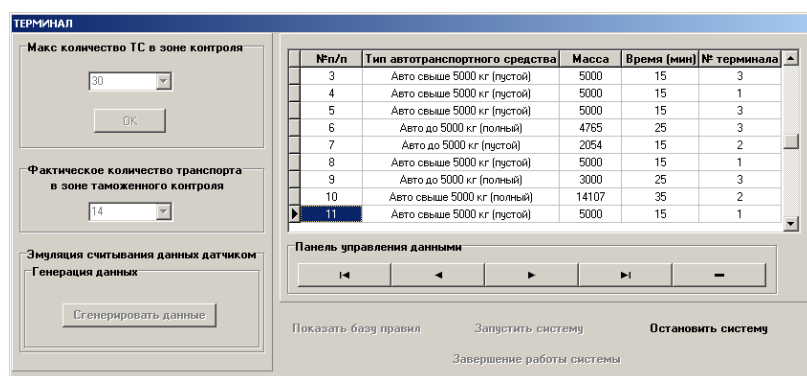 ТЕРМИНАЛ
Макс количество ТС в зоне контроля
30
OK
Фактическое количество транспорта
в зоне таможенного контроля
14
Эмуляция считывания данных датчиком
Генерация данных
Сгенерировать данные
№п/п Тип автотранспортного средства Масса Время (мин) № терминала
3 Авто свыше 5000 кг (пустой) 5000 15 3
4 Авто свыше 5000 кг (пустой) 5000 15 1
5 Авто свыше 5000 кг (пустой) 5000 15 3
6 Авто до 5000 кг (полный) 4765 25 3
7 Авто до 5000 кг (пустой) 2054 15 2
8 Авто свыше 5000 кг (пустой) 5000 15 1
9 Авто до 5000 кг (полный) 3000 25 3
10 Авто свыше 5000 кг (полный) 14107 35 2
11 Авто свыше 5000 кг (пустой) 5000 15 1
Панель управления данными
Показать базу правил Запустить систему Остановить систему
Завершение работы системы